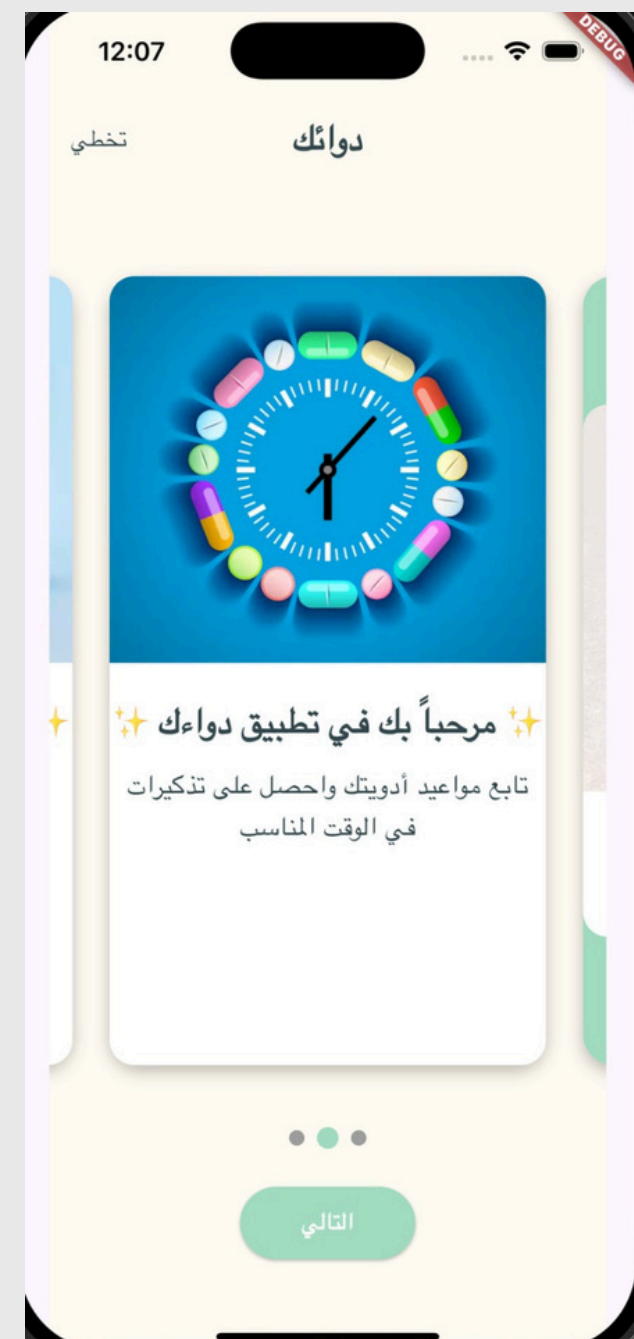 12:07
DEBUG
دوائك
تخطي
✨ مرحباً بك في تطبيق دواءك ✨
تابع مواعيد أدويتك واحصل على تذكيرات
في الوقت المناسب
التالي